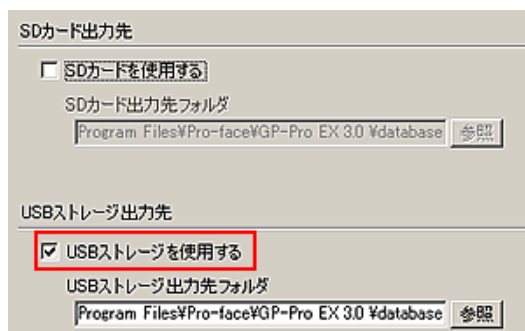 SDカード出力先
SDカードを使用する
SDカード出力先フォルダ
Program Files¥Pro-face¥GP-Pro EX 3.0 ¥database 参照
USBストレージ出力先
USBストレージを使用する
USBストレージ出力先フォルダ
Program Files¥Pro-face¥GP-Pro EX 3.0 ¥database 参照